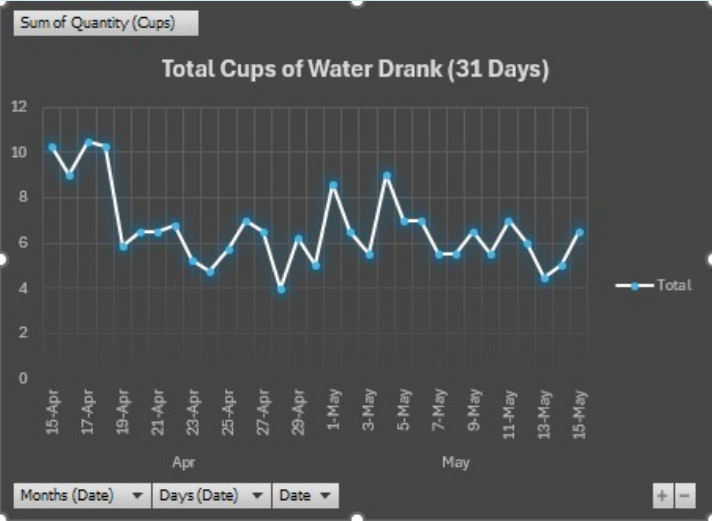 Sum of Quantity (Cups)
Total Cups of Water Drank (31 Days)
12
10
8
6
4
2
0
Total
15-Apr
17-Apr
19-Apr
21-Apr
23-Apr
25-Apr
27-Apr
29-Apr
1-May
3-May
5-May
7-May
9-May
11-May
13-May
15-May
Apr May
Months (Date) Days (Date) Date + -